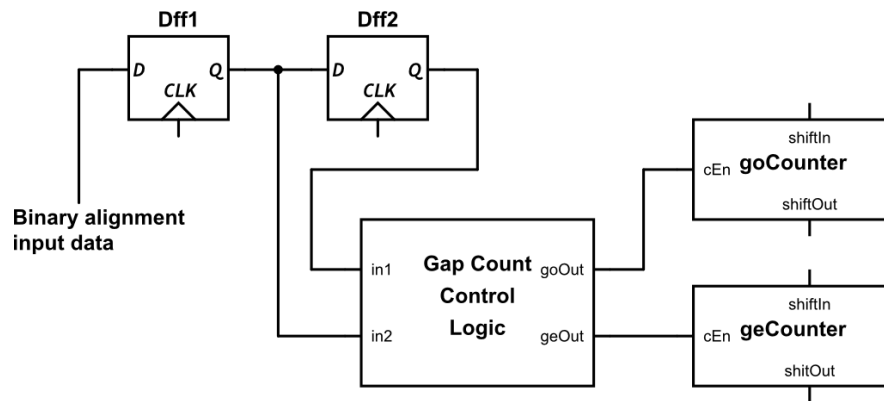 Dff1
Dff2
D
Q
CLK
D
Q
CLK
Binary alignment
input data
in1
in2
Gap Count
Control
Logic
goOut
geOut
shiftIn
cEn
goCounter
shiftOut
shiftIn
cEn
geCounter
shitOut